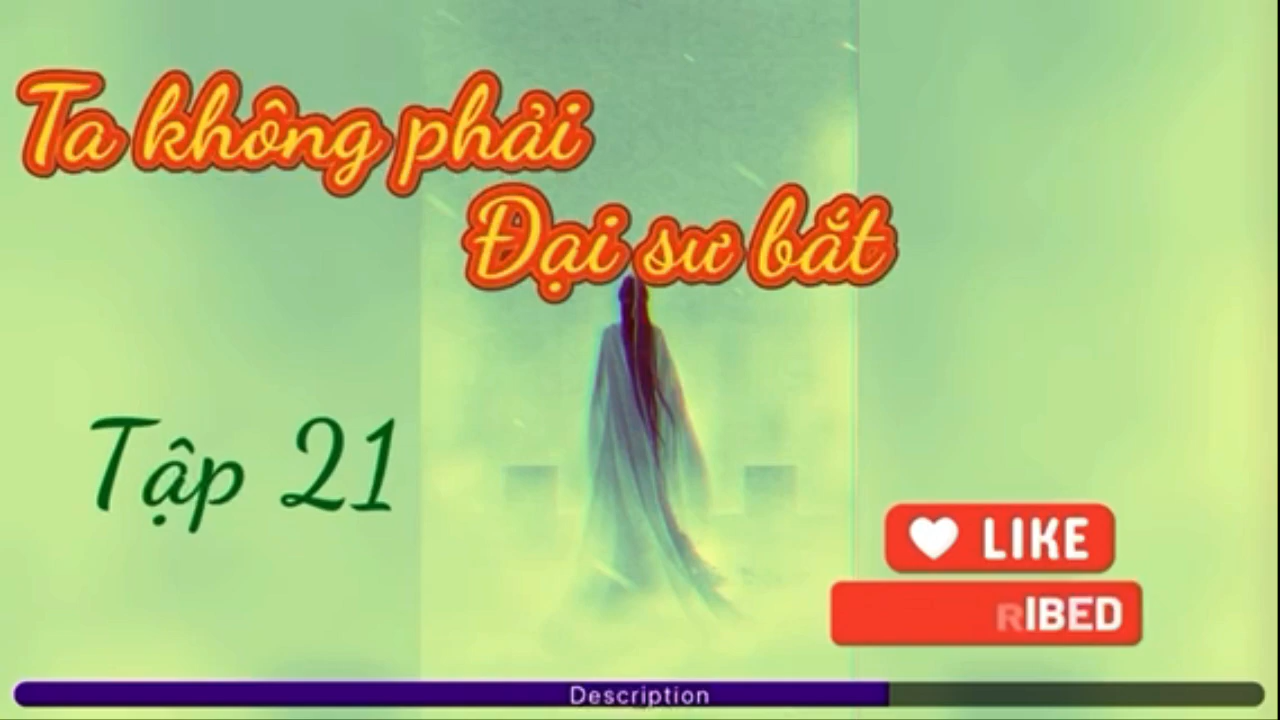 Ta không phải
Đại sư bắt
Tập 21
LIKE
RIBED
Description